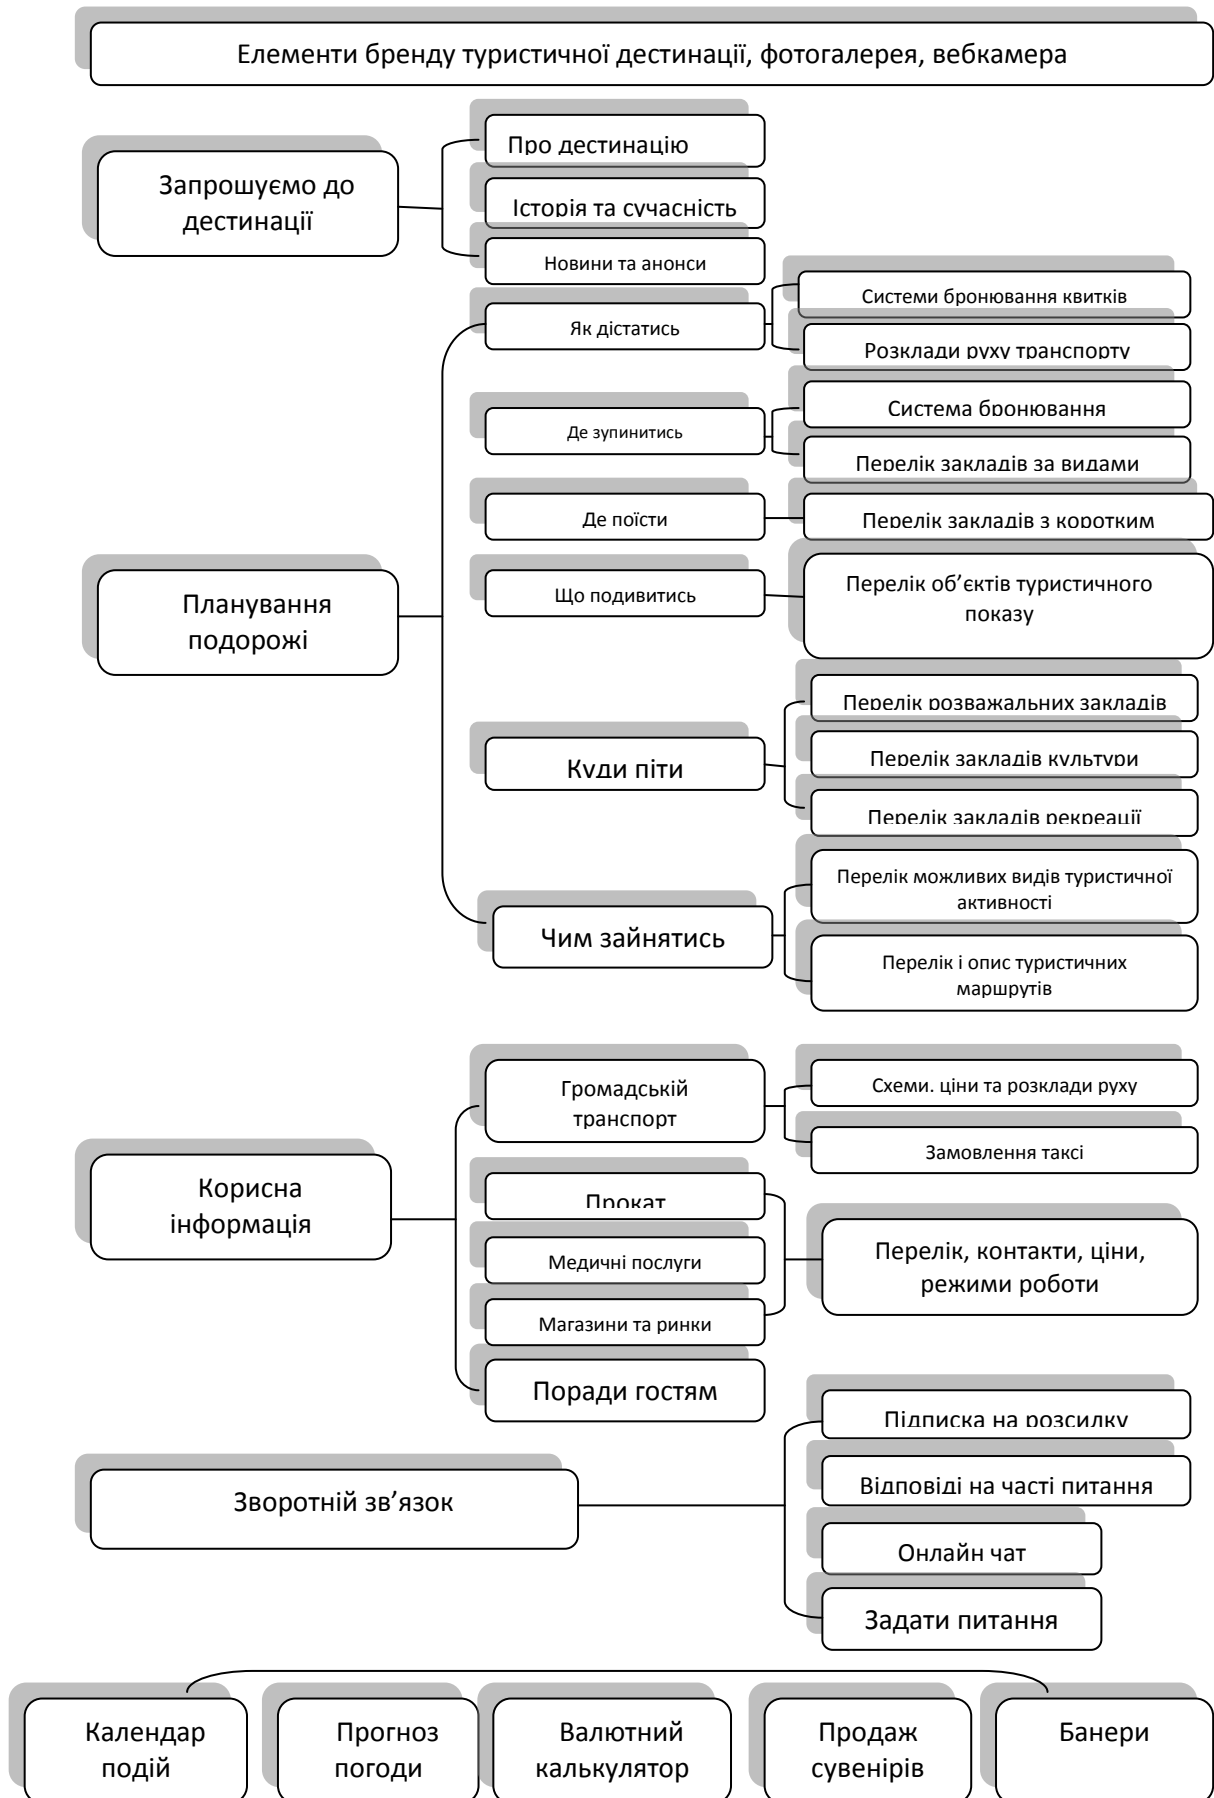 Елементи бренду туристичної дестинації, фотогалерея, вебкамера
Запрошуємо до
дестинації
Про дестинацію
Історія та сучасність
Новини та анонси
Планування
подорожі
Як дістатись
Системи бронювання квитків
Розклади руху транспорту
Де зупинитись
Система бронювання
Перелік закладів за видами
Де поїсти
Перелік закладів з коротким
Що подивитись
Перелік об’єктів туристичного
показу
Куди піти
Перелік розважальних закладів
Перелік закладів культури
Перелік закладів рекреації
Чим зайнятись
Перелік можливих видів туристичної
активності
Перелік і опис туристичних
маршрутів
Корисна
інформація
Громадській
транспорт
Схеми. ціни та розклади руху
Замовлення таксі
Прокат
Медичні послуги
Магазини та ринки
Перелік, контакти, ціни,
режими роботи
Поради гостям
Зворотній зв’язок
Підписка на розсилку
Відповіді на часті питання
Онлайн чат
Задати питання
Календар
подій
Прогноз
погоди
Валютний
калькулятор
Продаж
сувенірів
Банери